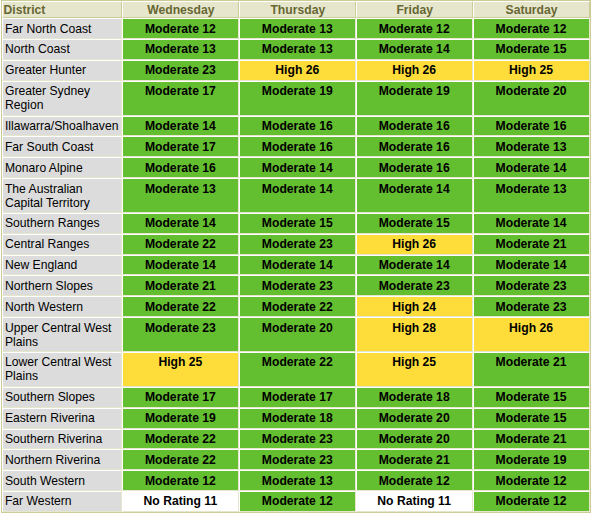 District Wednesday Thursday Friday Saturday
Far North Coast Moderate 12 Moderate 13 Moderate 12 Moderate 12
North Coast Moderate 13 Moderate 13 Moderate 14 Moderate 15
Greater Hunter Moderate 23 High 26 High 26 High 25
Greater Sydney Moderate 17 Moderate 19 Moderate 19 Moderate 20
Region
Illawarra/Shoalhaven Moderate 14 Moderate 16 Moderate 16 Moderate 16
Far South Coast Moderate 17 Moderate 16 Moderate 16 Moderate 13
Monaro Alpine Moderate 16 Moderate 14 Moderate 16 Moderate 14
The Australian Moderate 13 Moderate 14 Moderate 14 Moderate 13
Capital Territory
Southern Ranges Moderate 14 Moderate 15 Moderate 15 Moderate 14
Central Ranges Moderate 22 Moderate 23 High 26 Moderate 21
New England Moderate 14 Moderate 14 Moderate 14 Moderate 14
Northern Slopes Moderate 21 Moderate 23 Moderate 23 Moderate 23
North Western Moderate 22 Moderate 22 High 24 Moderate 23
Upper Central West Moderate 23 Moderate 20 High 28 High 26
Plains
Lower Central West High 25 Moderate 22 High 25 Moderate 21
Plains
Southern Slopes Moderate 17 Moderate 17 Moderate 18 Moderate 15
Eastern Riverina Moderate 19 Moderate 18 Moderate 20 Moderate 15
Southern Riverina Moderate 22 Moderate 23 Moderate 20 Moderate 21
Northern Riverina Moderate 22 Moderate 23 Moderate 21 Moderate 19
South Western Moderate 12 Moderate 13 Moderate 12 Moderate 12
Far Western No Rating 11 Moderate 12 No Rating 11 Moderate 12